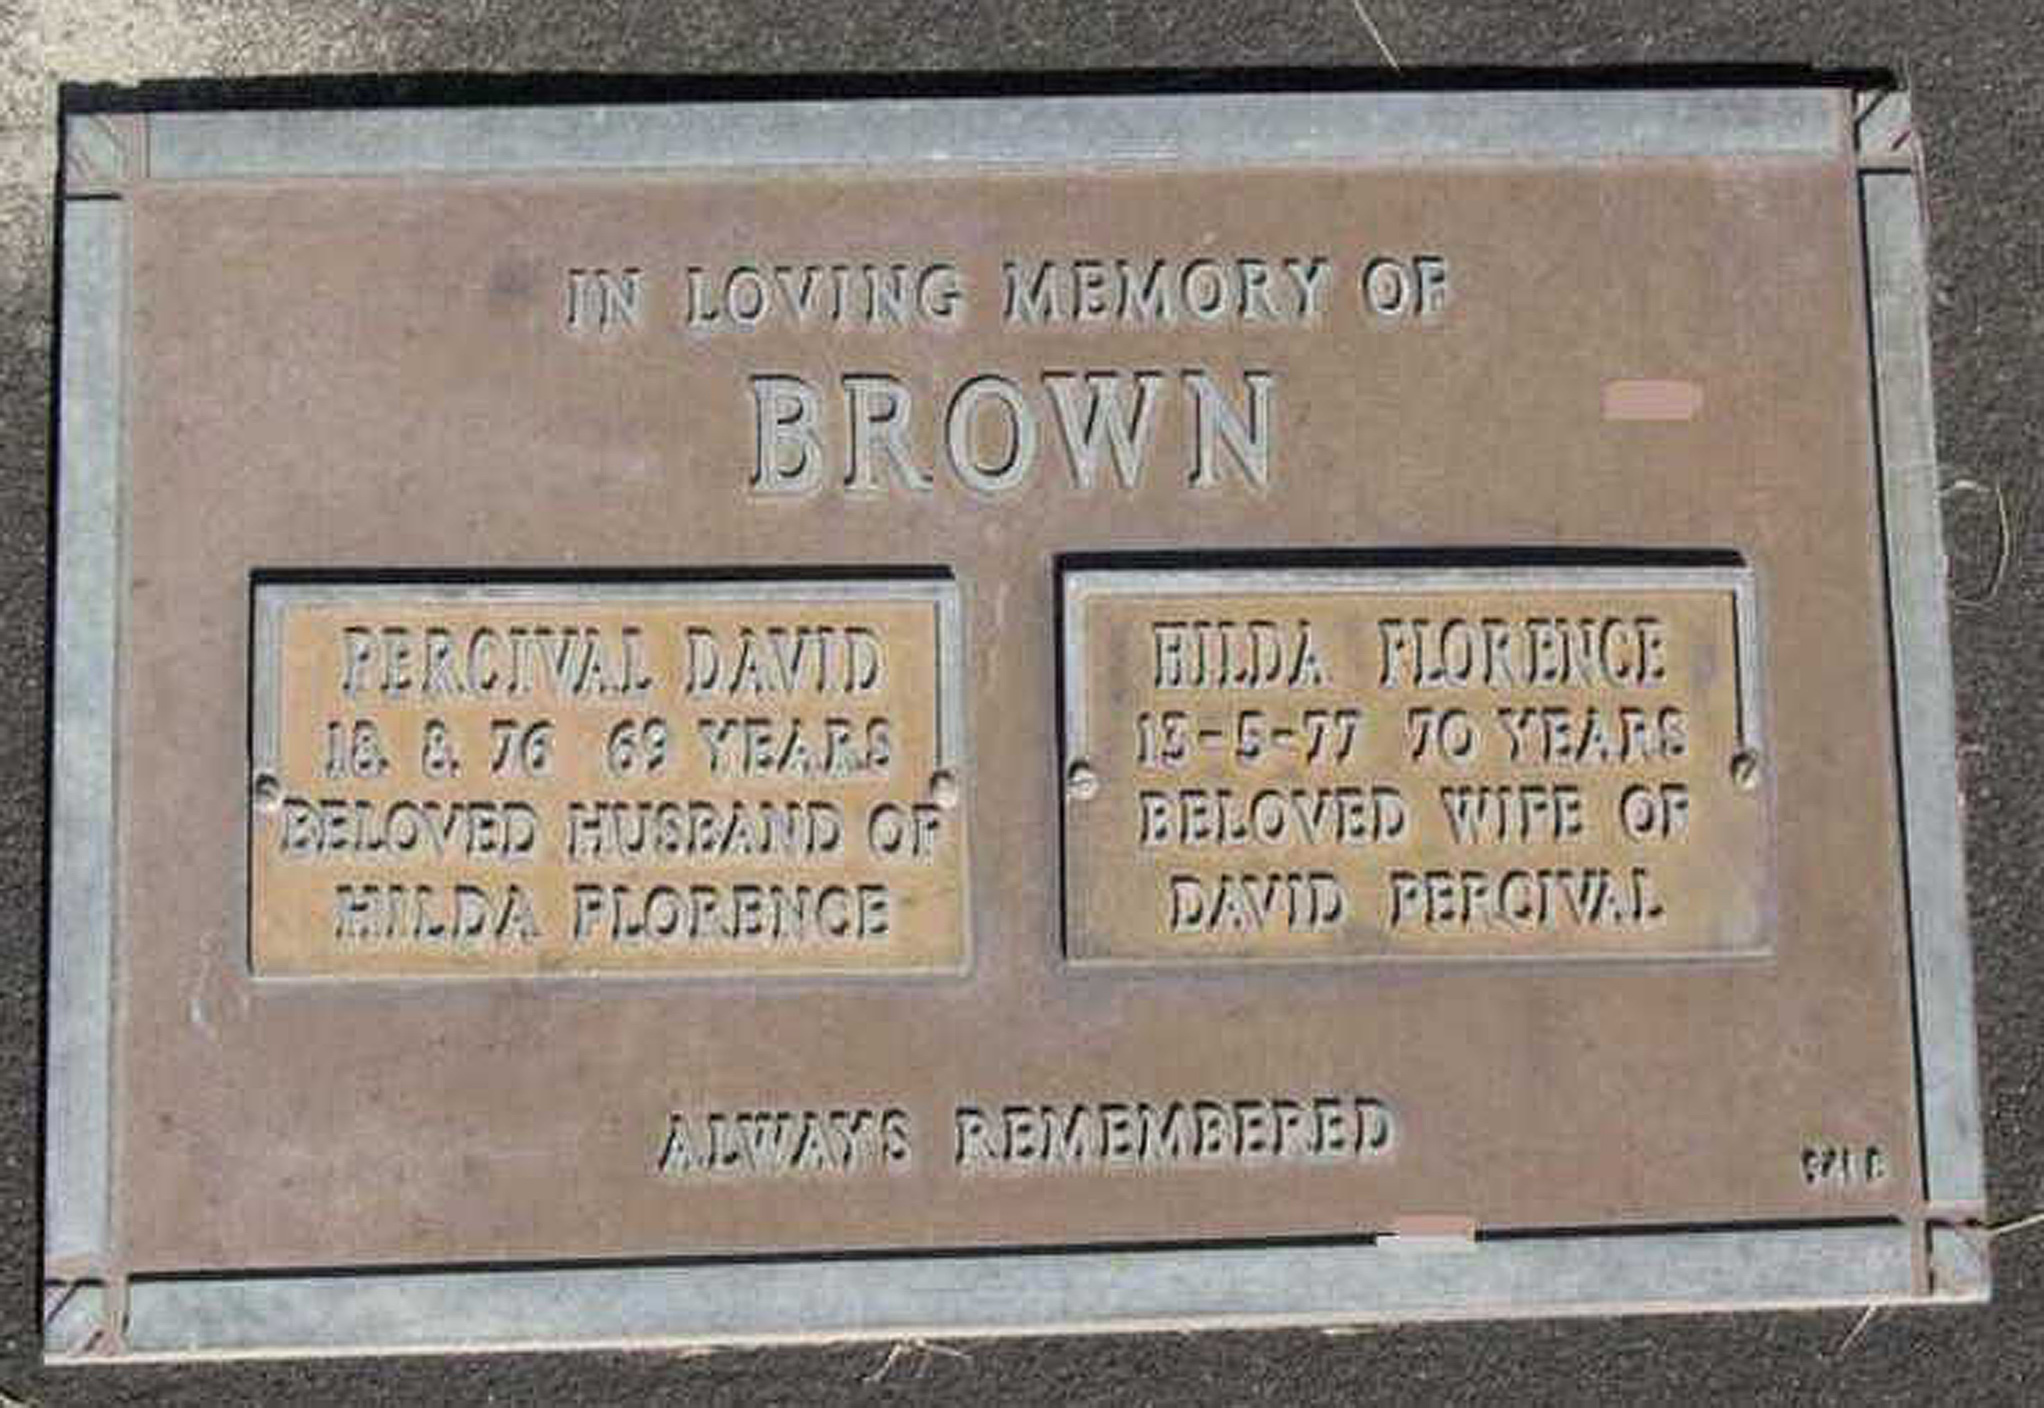 IN LOVING MEMORY OF
BROWN
PERCIVAL DAVID
18. 8. 76 69 YEARS
BELOVED HUSBAND OF
HILDA FLORENCE
HILDA FLORENCE
13-5-77 70 YEARS
BELOVED WIFE OF
DAVID PERCIVAL
ALWAYS REMEMBERED